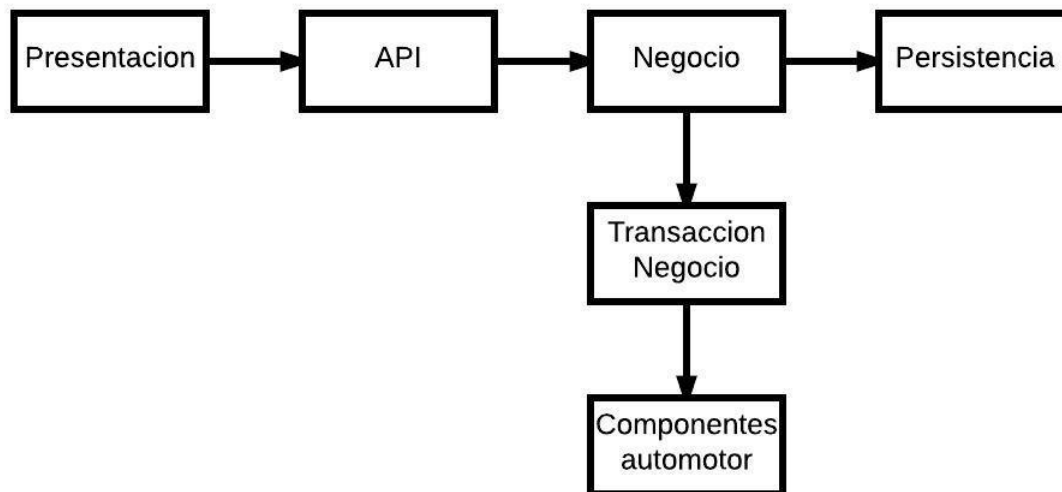 Presentacion
API
Negocio
Persistencia
Transaccion
Negocio
Componentes
automotor